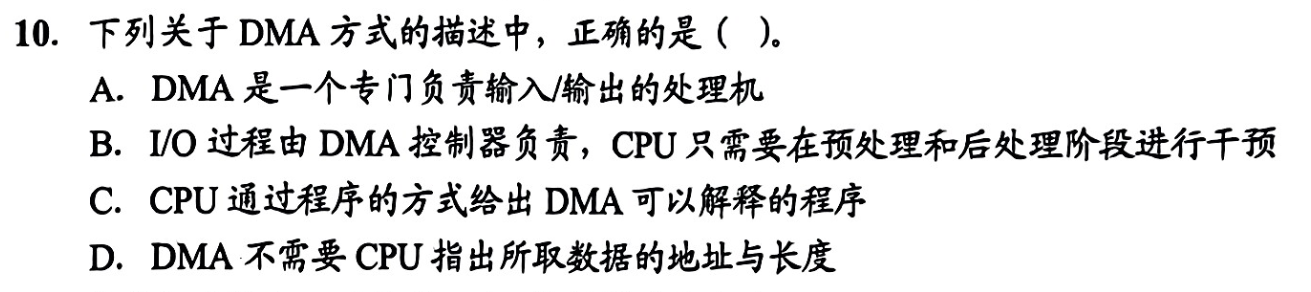 10. 下列关于 DMA 方式的描述中，正确的是（ ）。
A. DMA 是一个专门负责输入/输出的处理机
B. I/O 过程由 DMA 控制器负责，CPU 只需要在预处理和后处理阶段进行干预
C. CPU 通过程序的方式给出 DMA 可以解释的程序
D. DMA 不需要 CPU 指出所取数据的地址与长度